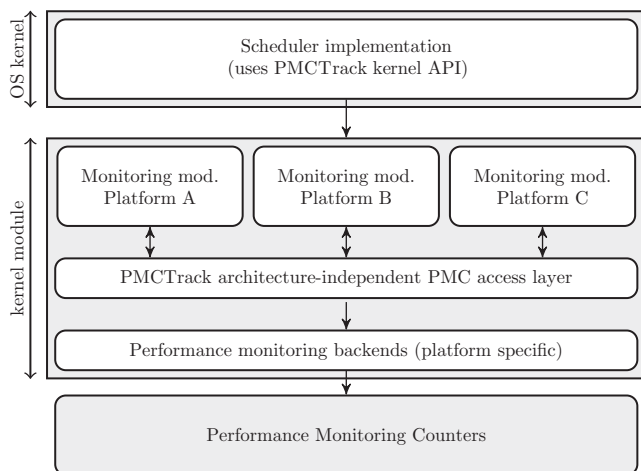 OS kernel
Scheduler implementation
(uses PMCTrack kernel API)
kernel module
Monitoring mod.
Platform A
Monitoring mod.
Platform B
Monitoring mod.
Platform C
PMCTrack architecture-independent PMC access layer
Performance monitoring backends (platform specific)
Performance Monitoring Counters